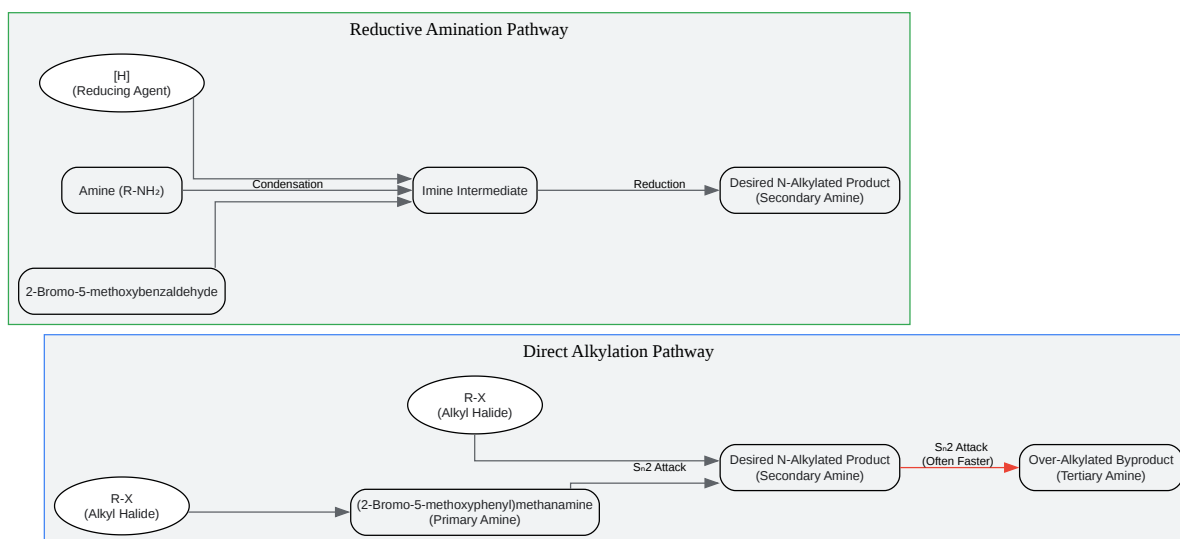 Reductive Amination Pathway
[H]
(Reducing Agent)
Amine (R-NH₂)
Condensation
Imine Intermediate
Reduction
Desired N-Alkylated Product
(Secondary Amine)
2-Bromo-5-methoxybenzaldehyde
Direct Alkylation Pathway
R-X
(Alkyl Halide)
Sₙ2 Attack
Desired N-Alkylated Product
(Secondary Amine)
Sₙ2 Attack
(Often Faster)
Over-Alkylated Byproduct
(Tertiary Amine)
R-X
(Alkyl Halide)
(2-Bromo-5-methoxyphenyl)methanamine
(Primary Amine)